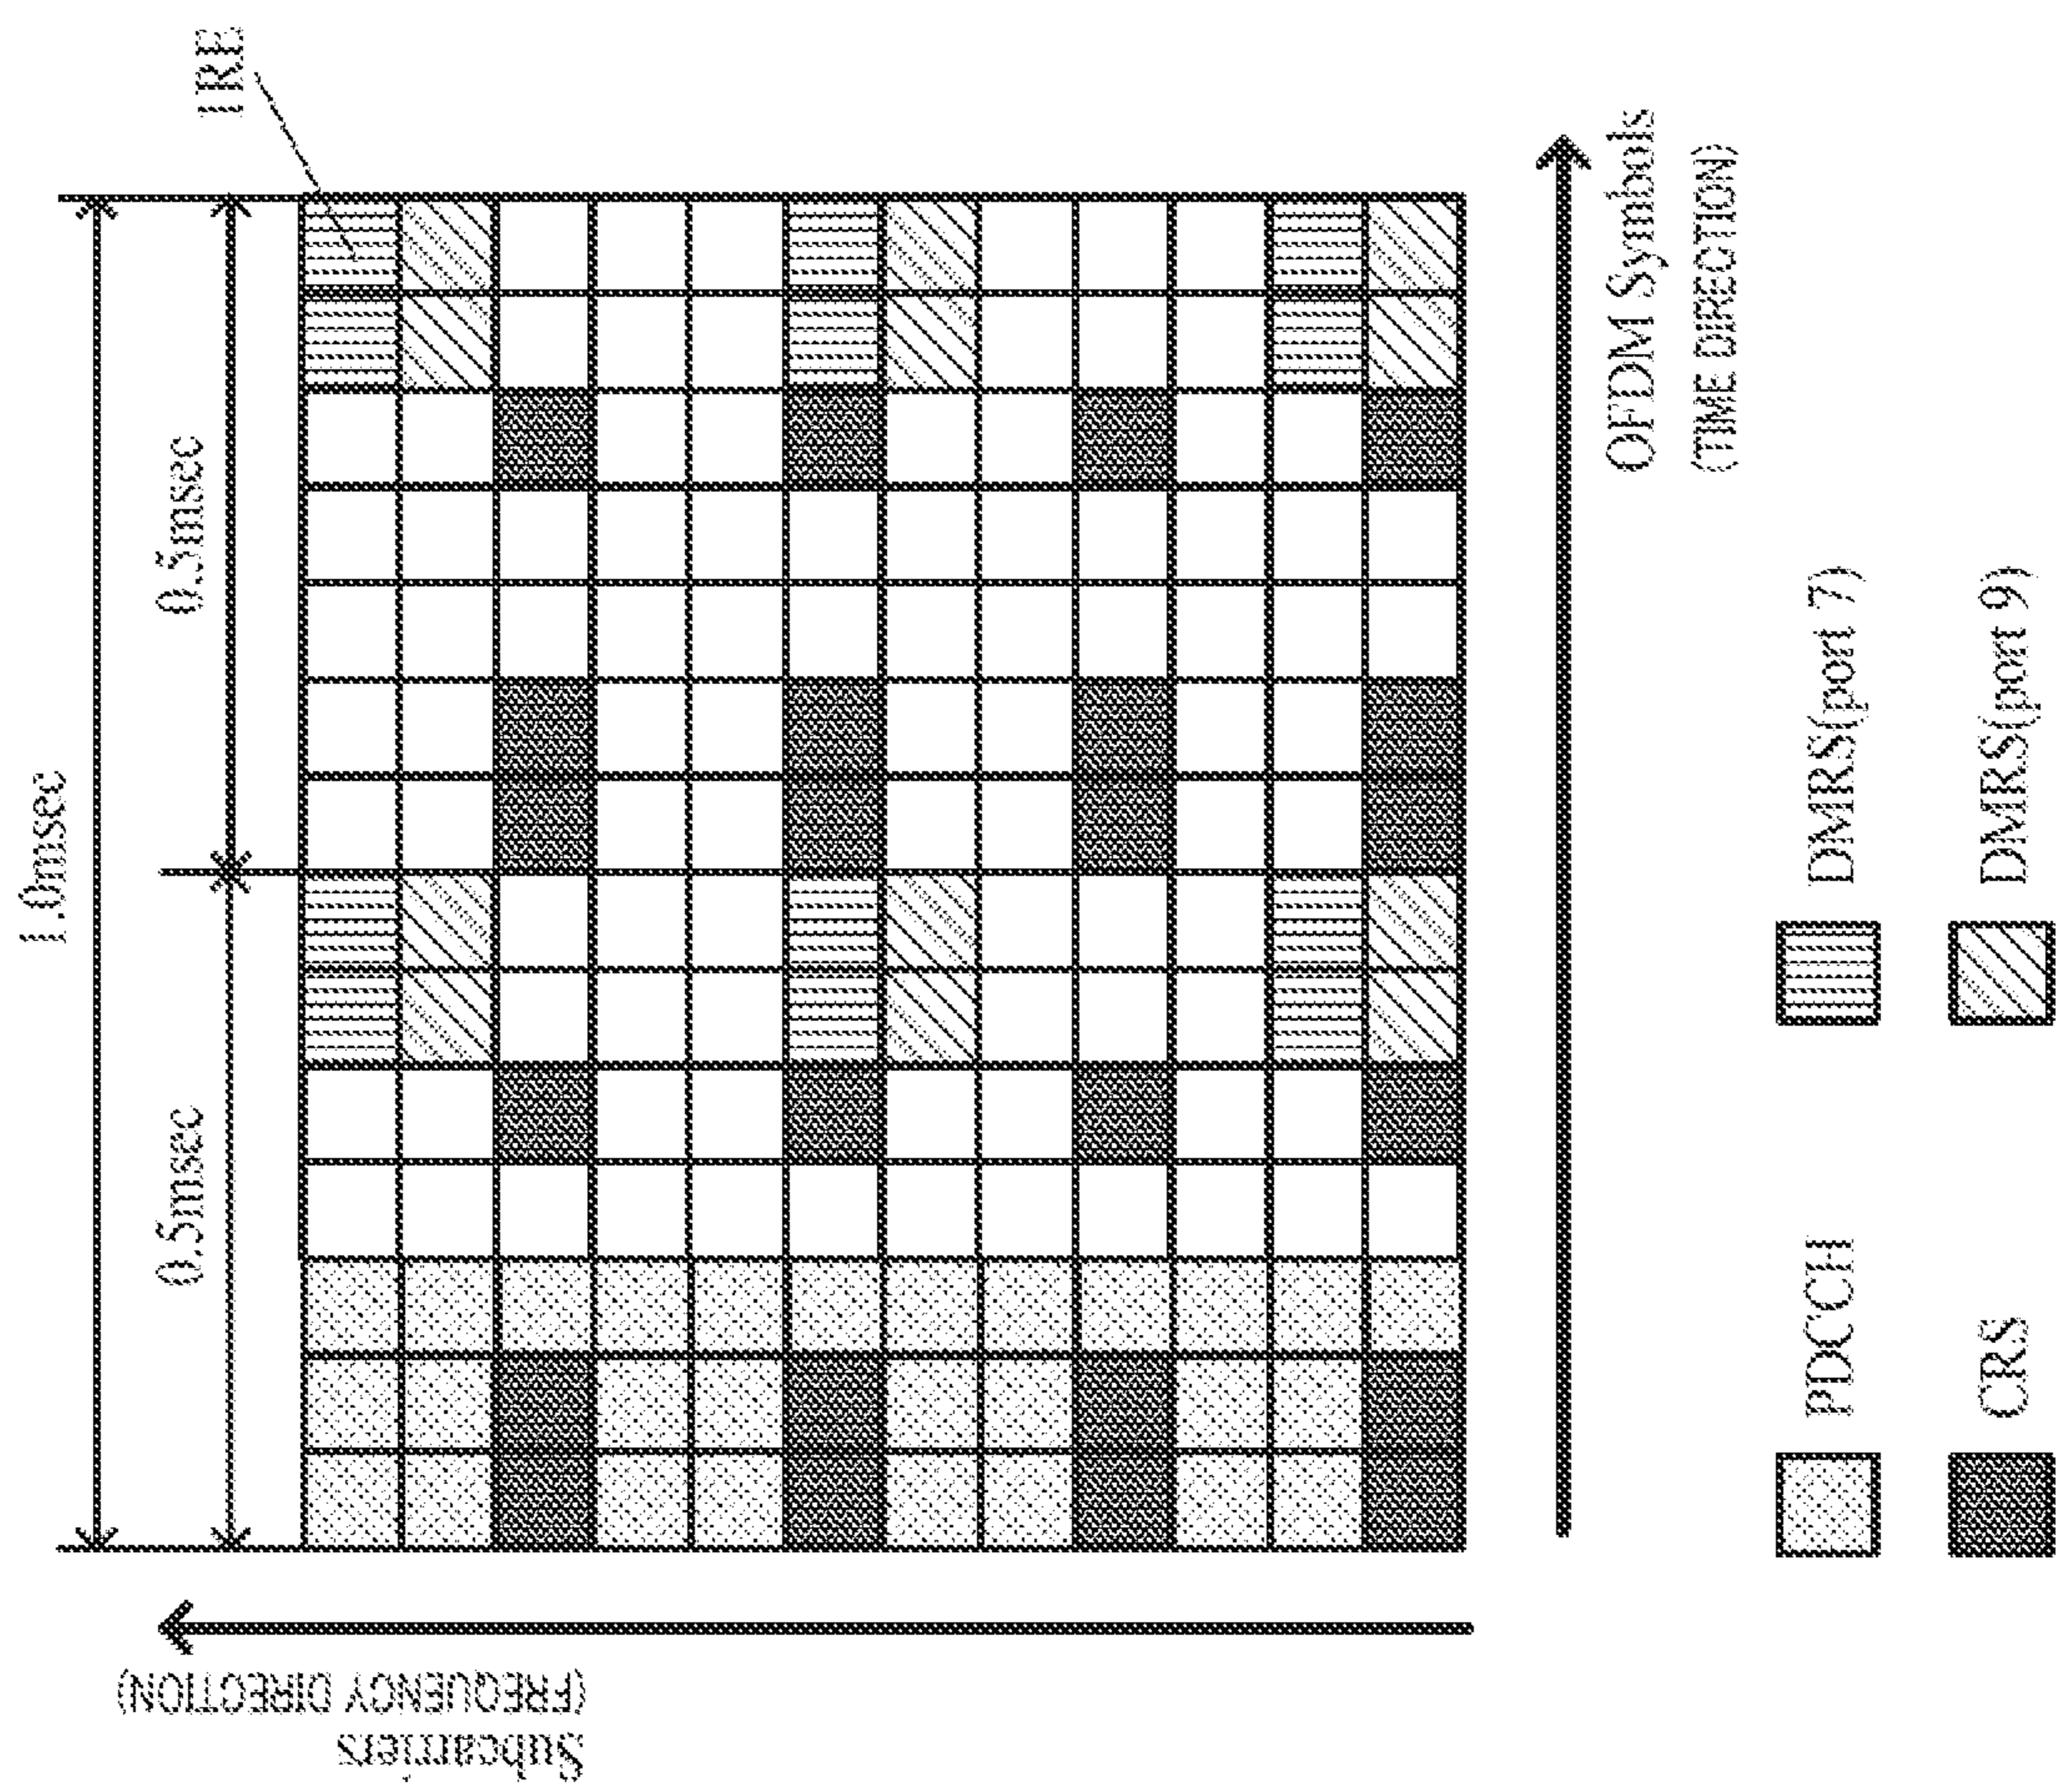 1.0msec
0.5msec
0.5msec
1RE
Subcarriers
(FREQUENCY DIRECTION)
OFDM Symbols
(TIME DIRECTION)
PDCCH
DMRS(port 7)
CRS
DMRS(port 9)